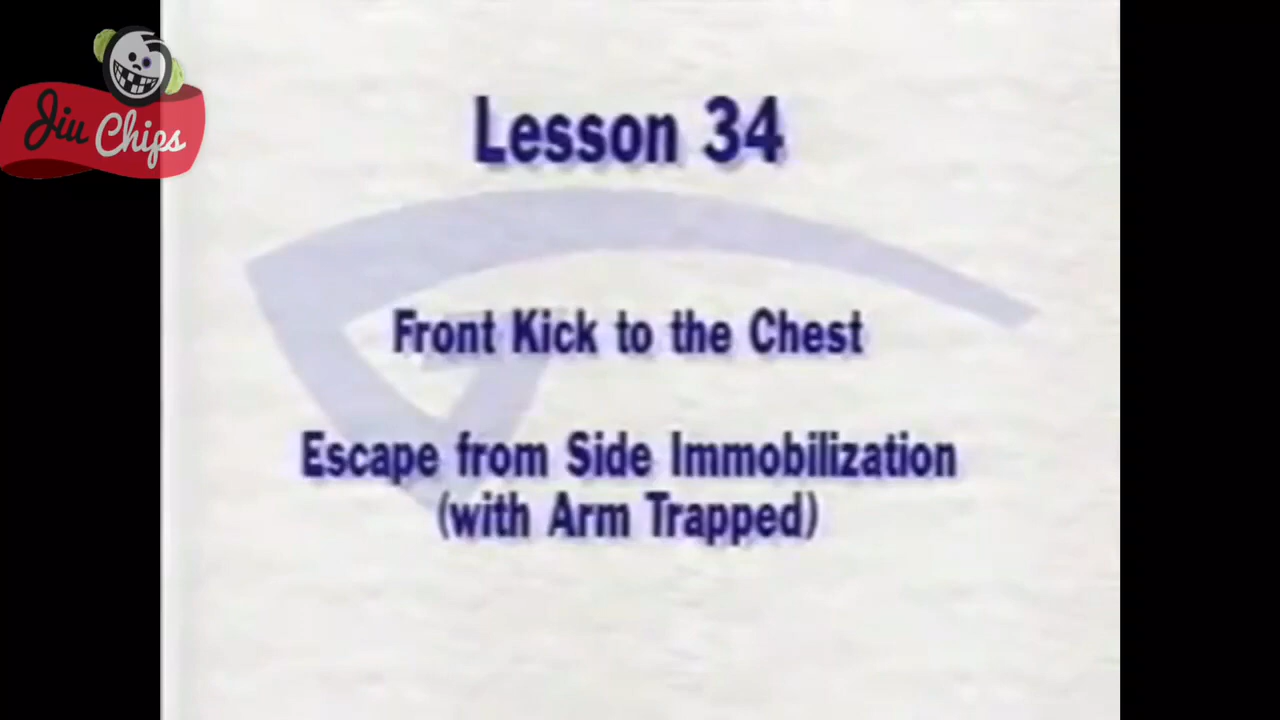 Jiu Chips
Lesson 34
Front Kick to the Chest
Escape from Side Immobilization
(with Arm Trapped)